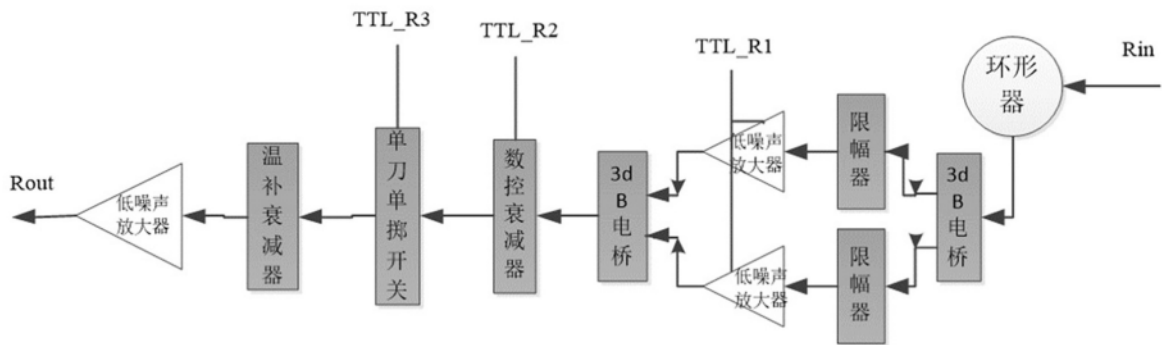 TTL_R3
TTL_R2
TTL_R1
Rin
环形
器
限
幅
器
低噪声
放大器
3d
B
电
桥
单
刀
单
掷
开
关
数
控
衰
减
器
3d
B
电
桥
温
补
衰
减
器
Rout
低噪声
放大器
低噪声
放大器
限
幅
器